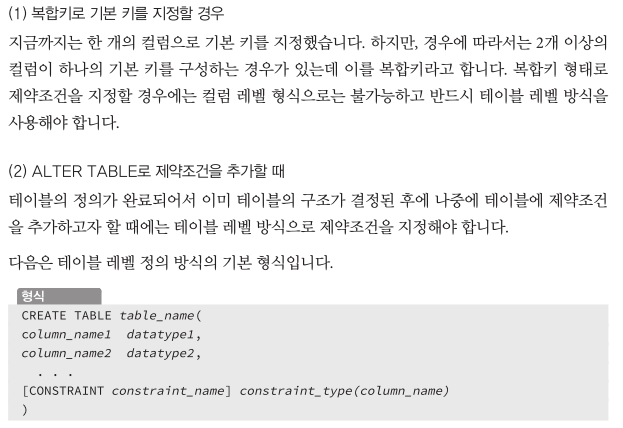 (1) 복합키로 기본 키를 지정할 경우
지금까지는 한 개의 컬럼으로 기본 키를 지정했습니다. 하지만, 경우에 따라서는 2개 이상의
컬럼이 하나의 기본 키를 구성하는 경우가 있는데 이를 복합키라고 합니다. 복합키 형태로
제약조건을 지정할 경우에는 컬럼 레벨 형식으로는 불가능하고 반드시 테이블 레벨 방식을
사용해야 합니다.
(2) ALTER TABLE로 제약조건을 추가할 때
테이블의 정의가 완료되어서 이미 테이블의 구조가 결정된 후에 나중에 테이블에 제약조건
을 추가하고자 할 때에는 테이블 레벨 방식으로 제약조건을 지정해야 합니다.
다음은 테이블 레벨 정의 방식의 기본 형식입니다.
형식
CREATE TABLE table_name(
column_name1 datatype1,
column_name2 datatype2,
. . .
[CONSTRAINT constraint_name] constraint_type(column_name)
)